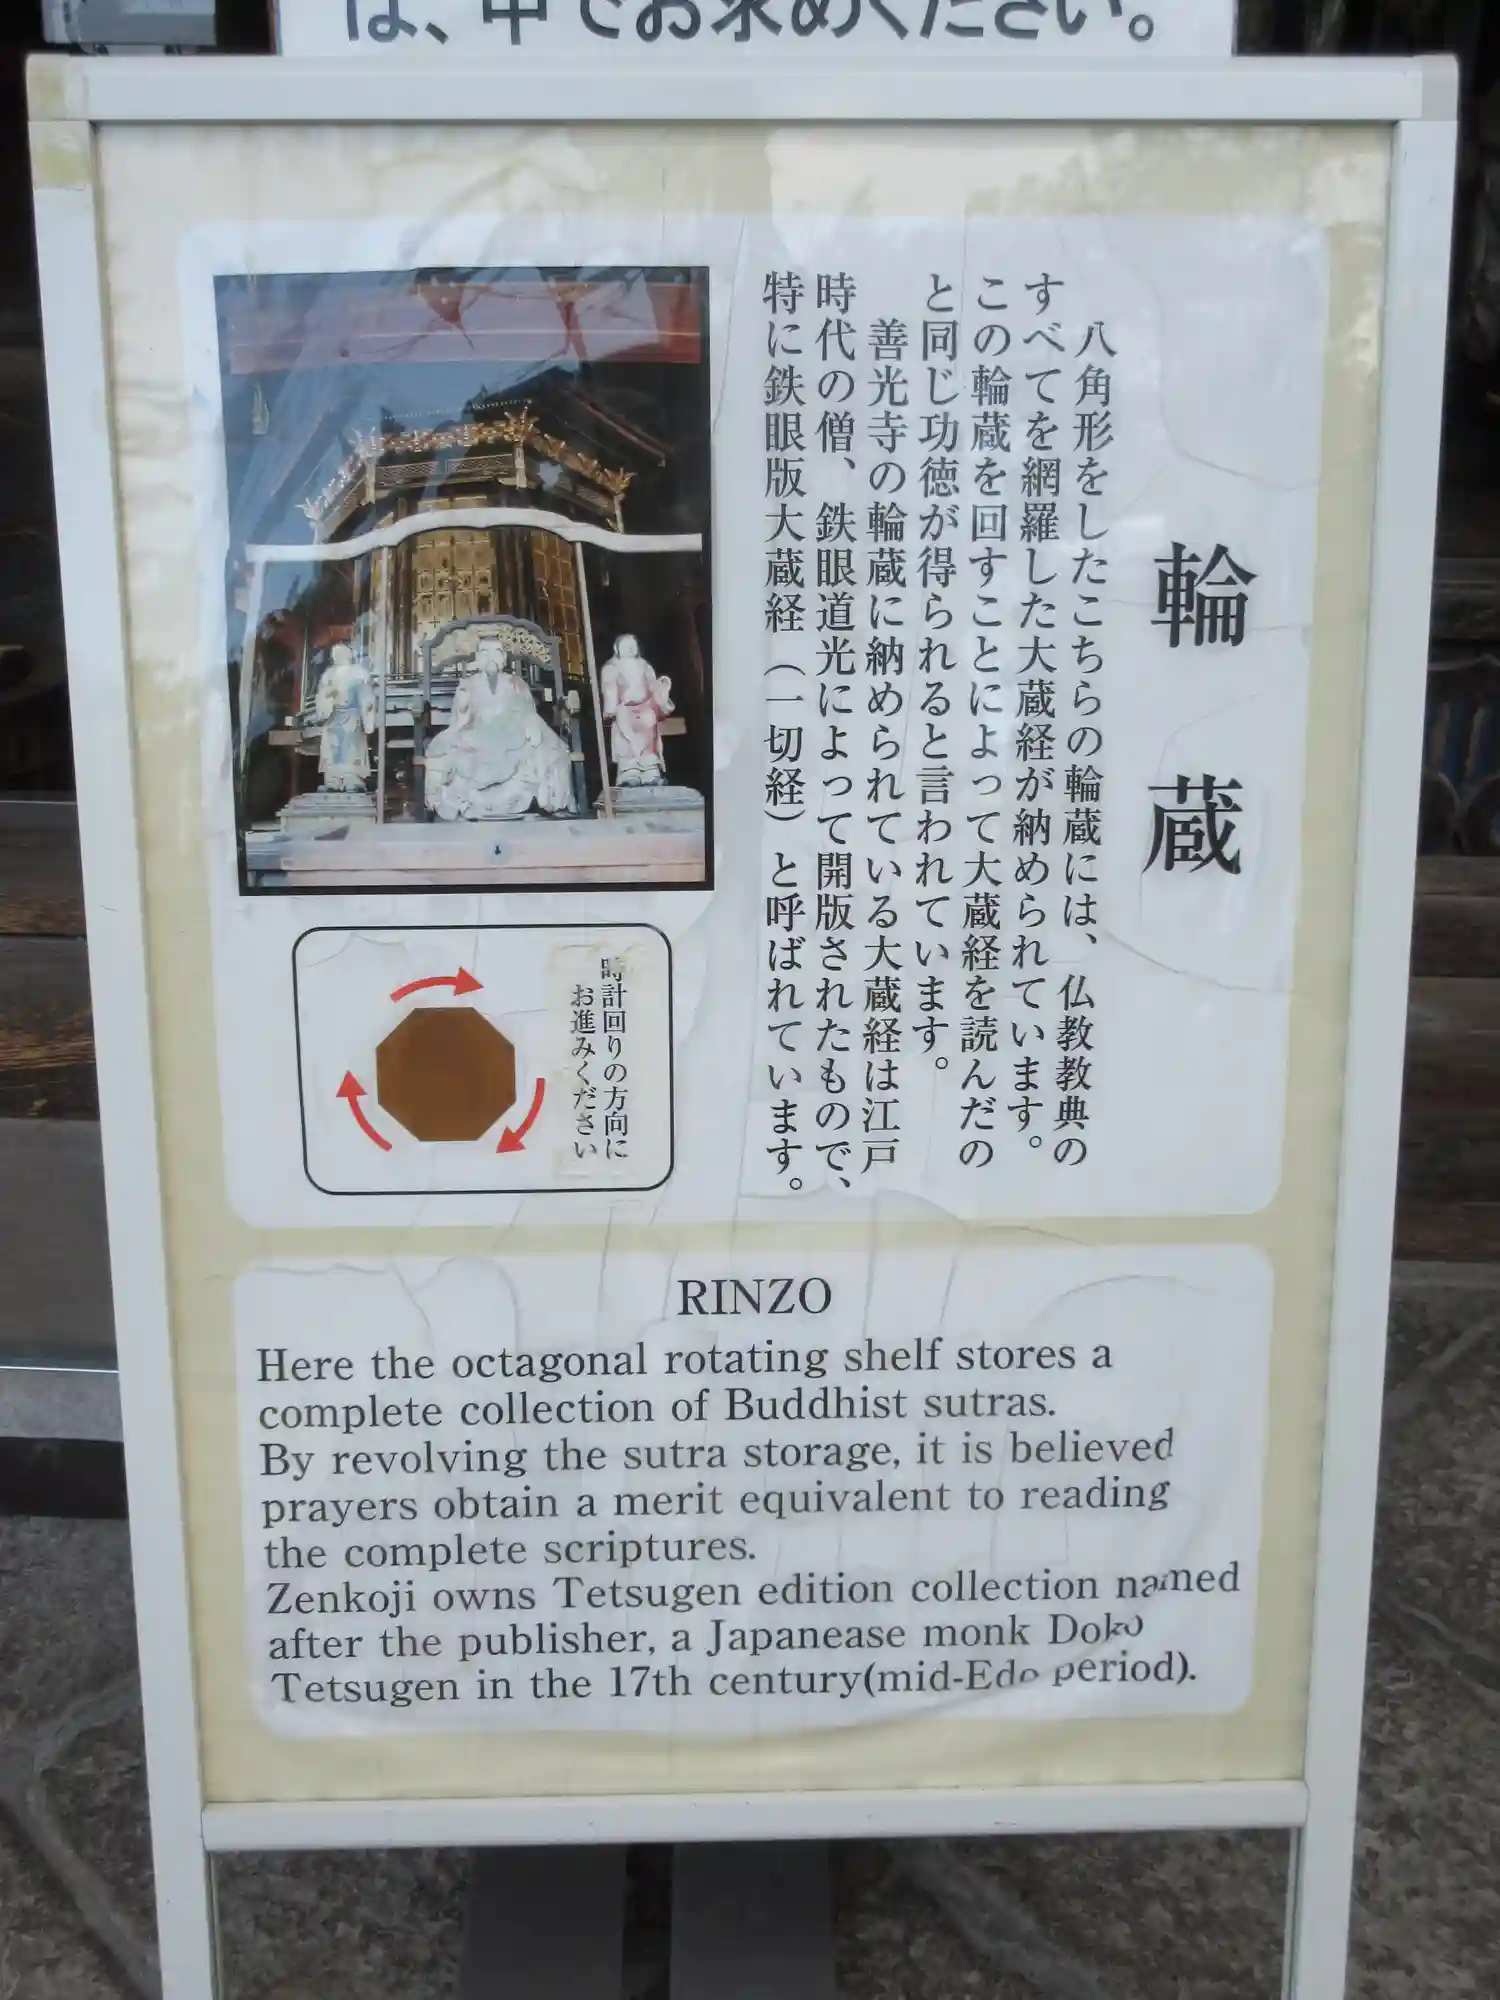 は、中でお求めください。
輪蔵
八角形をしたこちらの輪蔵には、仏教教典の
すべてを網羅した大蔵経が納められています。
この輪蔵を回すことによって大蔵経を読んだの
と同じ功徳が得られると言われています。
善光寺の輪蔵に納められている大蔵経は江戸
時代の僧、鉄眼道光によって開版されたもので、
特に鉄眼版大蔵経（一切経）と呼ばれています。
時計回りの方向に
お進みください
RINZO
Here the octagonal rotating shelf stores a
complete collection of Buddhist sutras.
By revolving the sutra storage, it is believed
prayers obtain a merit equivalent to reading
the complete scriptures.
Zenkoji owns Tetsugen edition collection named
after the publisher, a Japanease monk Doko
Tetsugen in the 17th century(mid-Edo period).